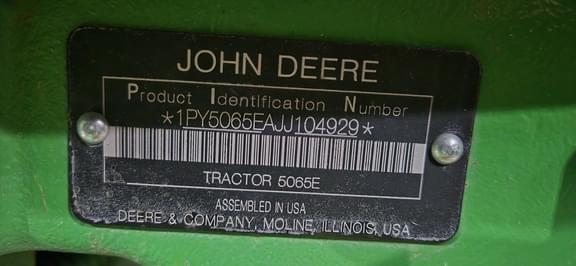 JOHN DEERE
Product Identification Number
*1PY5065EAJJ104929*
TRACTOR 5065E
ASSEMBLED IN USA
DEERE & COMPANY, MOLINE, ILLINOIS, USA